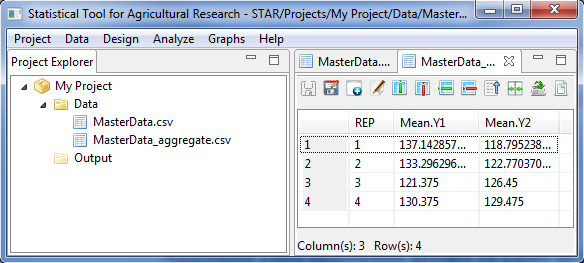 Statistical Tool for Agricultural Research - STAR/Projects/My Project/Data/Master...
Project Data Design Analyze Graphs Help
Project Explorer
My Project
Data
MasterData.csv
MasterData_aggregate.csv
Output
MasterData.... MasterData_...
REP Mean.Y1 Mean.Y2
1 1 137.142857... 118.795238...
2 2 133.296296... 122.770370...
3 3 121.375 126.45
4 4 130.375 129.475
Column(s): 3 Row(s): 4